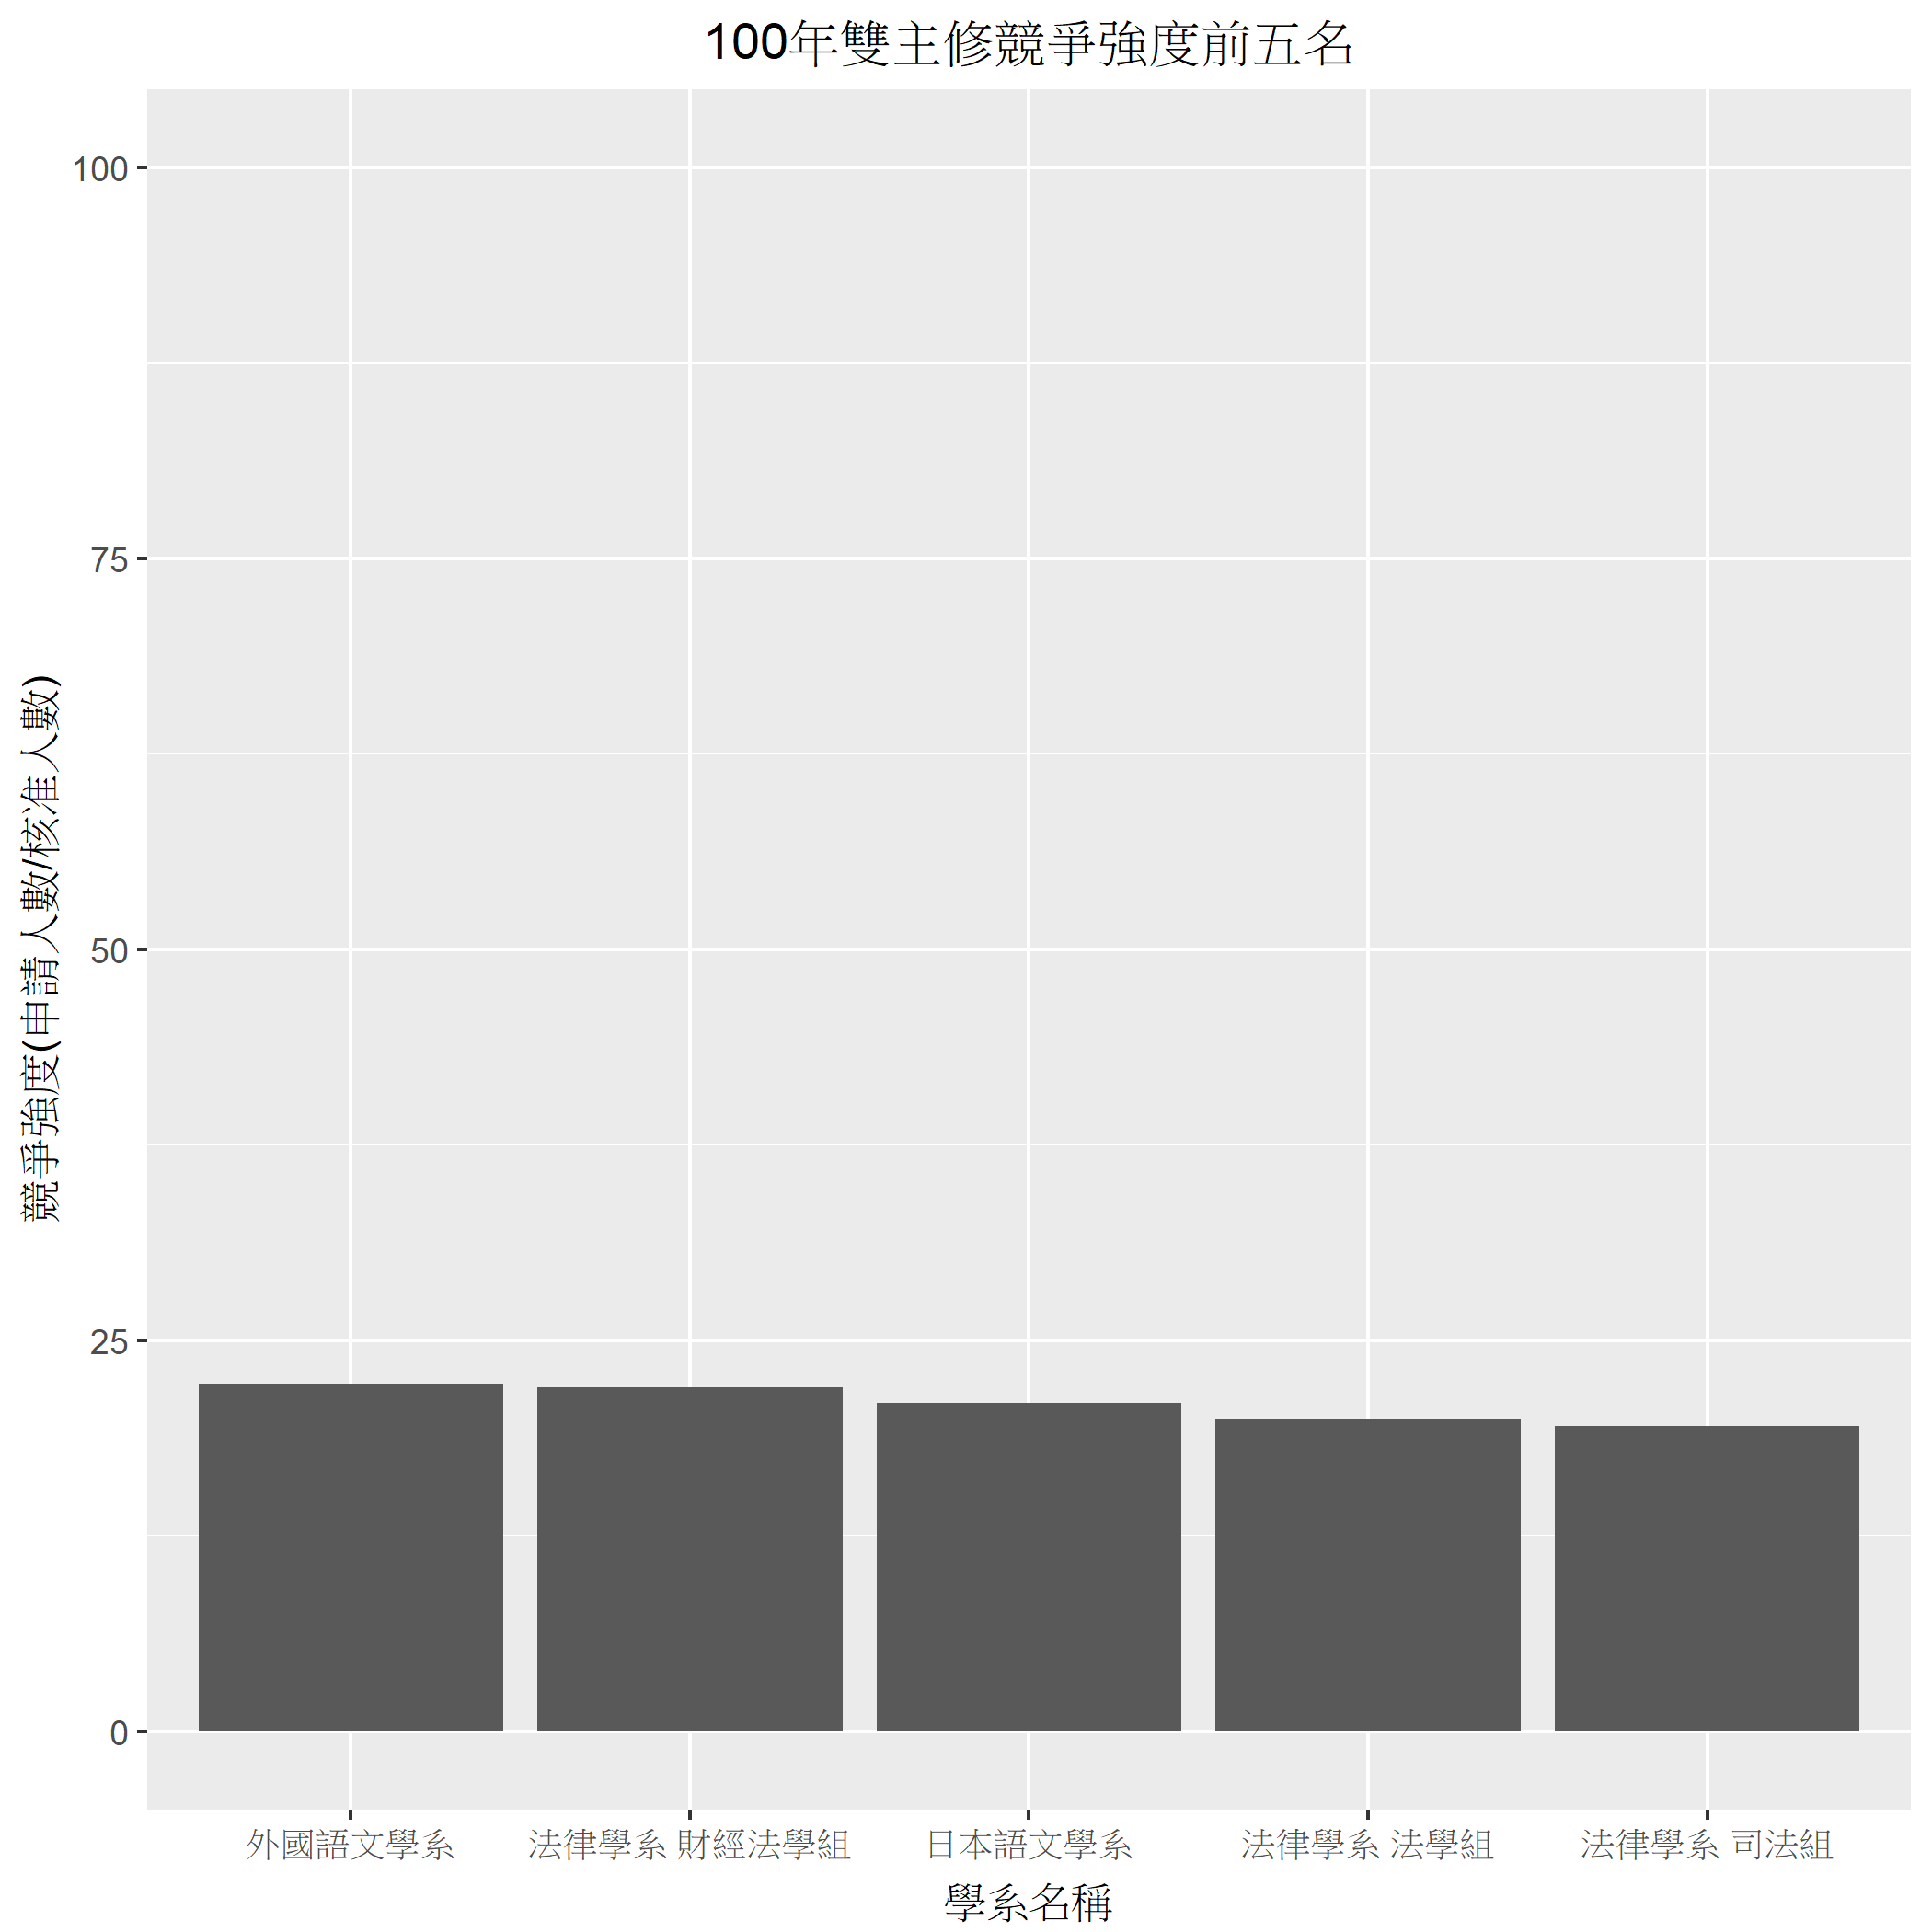 100年雙主修競爭強度前五名
競爭強度(申請人數/核准人數)
100
75
50
25
0
外國語文學系
法律學系 財經法學組
日本語文學系
法律學系 法學組
法律學系 司法組
學系名稱